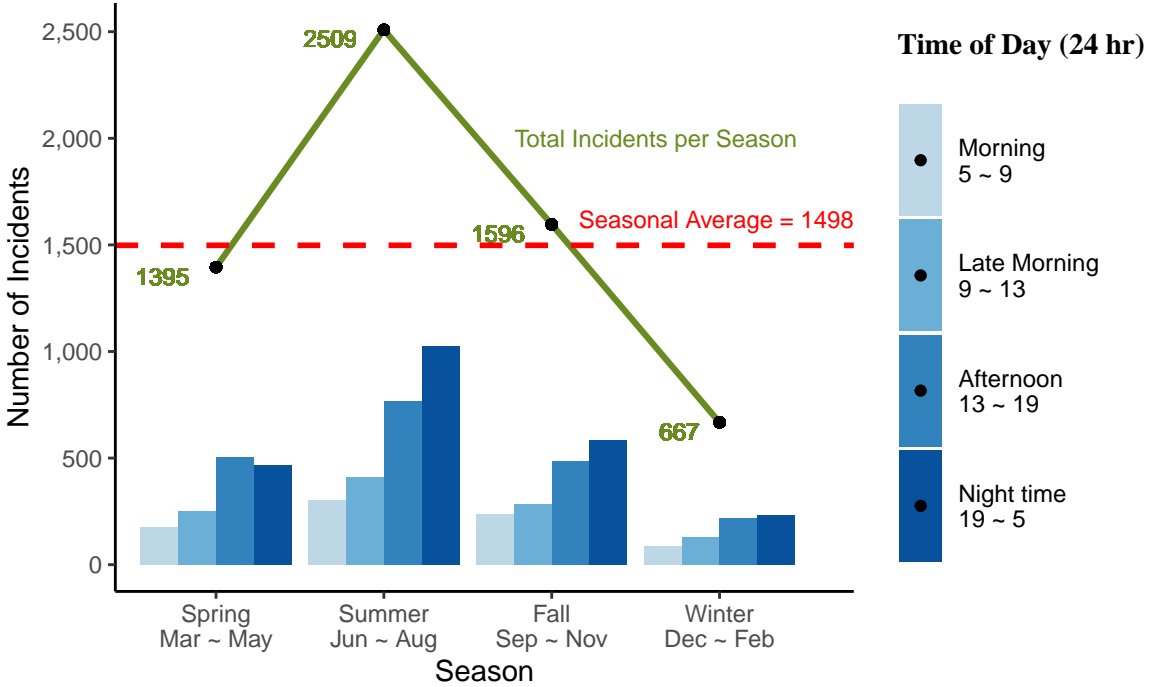 2,500
2,000
1,500
1,000
500
0
Number of Incidents
2509
Total Incidents per Season
Seasonal Average = 1498
1596
1395
667
Spring
Mar ~ May
Summer
Jun ~ Aug
Fall
Sep ~ Nov
Winter
Dec ~ Feb
Season
Time of Day (24 hr)
Morning
5 ~ 9
Late Morning
9 ~ 13
Afternoon
13 ~ 19
Night time
19 ~ 5